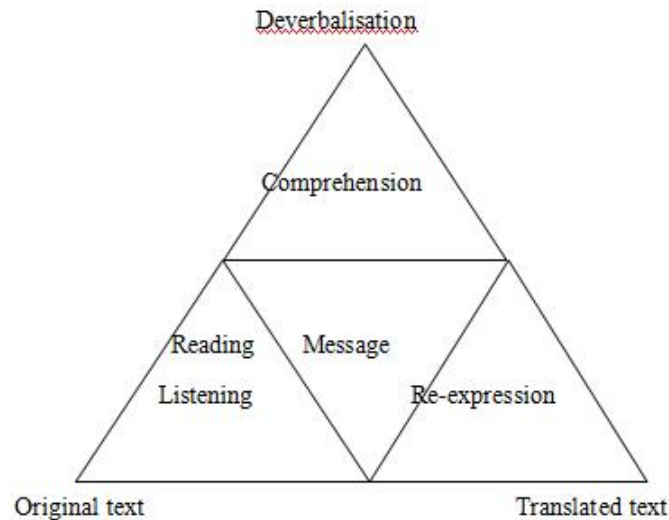 Deverbalisation
Comprehension
Reading Message
Listening Re-expression
Original text Translated text